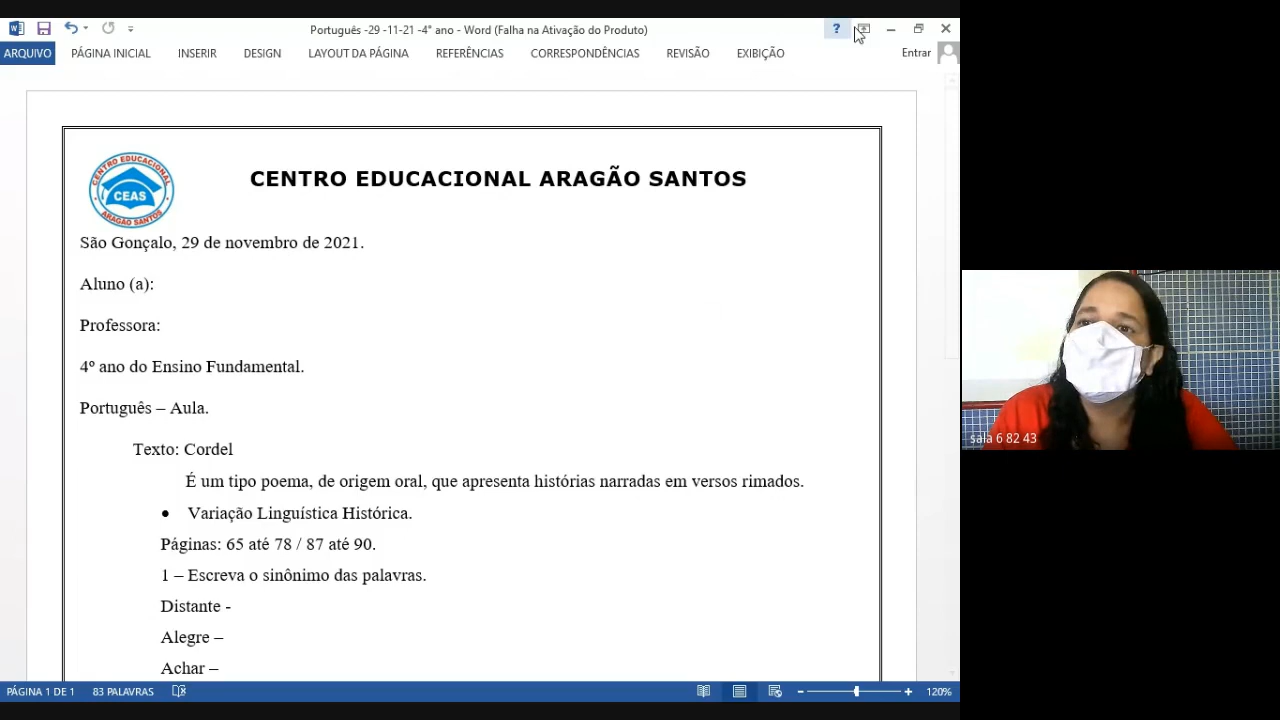 Português -29 -11-21 -4° ano - Word (Falha na Ativação do Produto)
?
ARQUIVO PÁGINA INICIAL INSERIR DESIGN LAYOUT DA PÁGINA REFERÊNCIAS CORRESPONDÊNCIAS REVISÃO EXIBIÇÃO Entrar
CENTRO EDUCACIONAL
CEAS
ARAGÃO SANTOS
CENTRO EDUCACIONAL ARAGÃO SANTOS
São Gonçalo, 29 de novembro de 2021.
Aluno (a):
Professora:
4º ano do Ensino Fundamental.
Português – Aula.
Texto: Cordel
É um tipo poema, de origem oral, que apresenta histórias narradas em versos rimados.
• Variação Linguística Histórica.
Páginas: 65 até 78 / 87 até 90.
1 – Escreva o sinônimo das palavras.
Distante -
Alegre –
Achar –
PÁGINA 1 DE 1 83 PALAVRAS 120%
sala 6 82 43